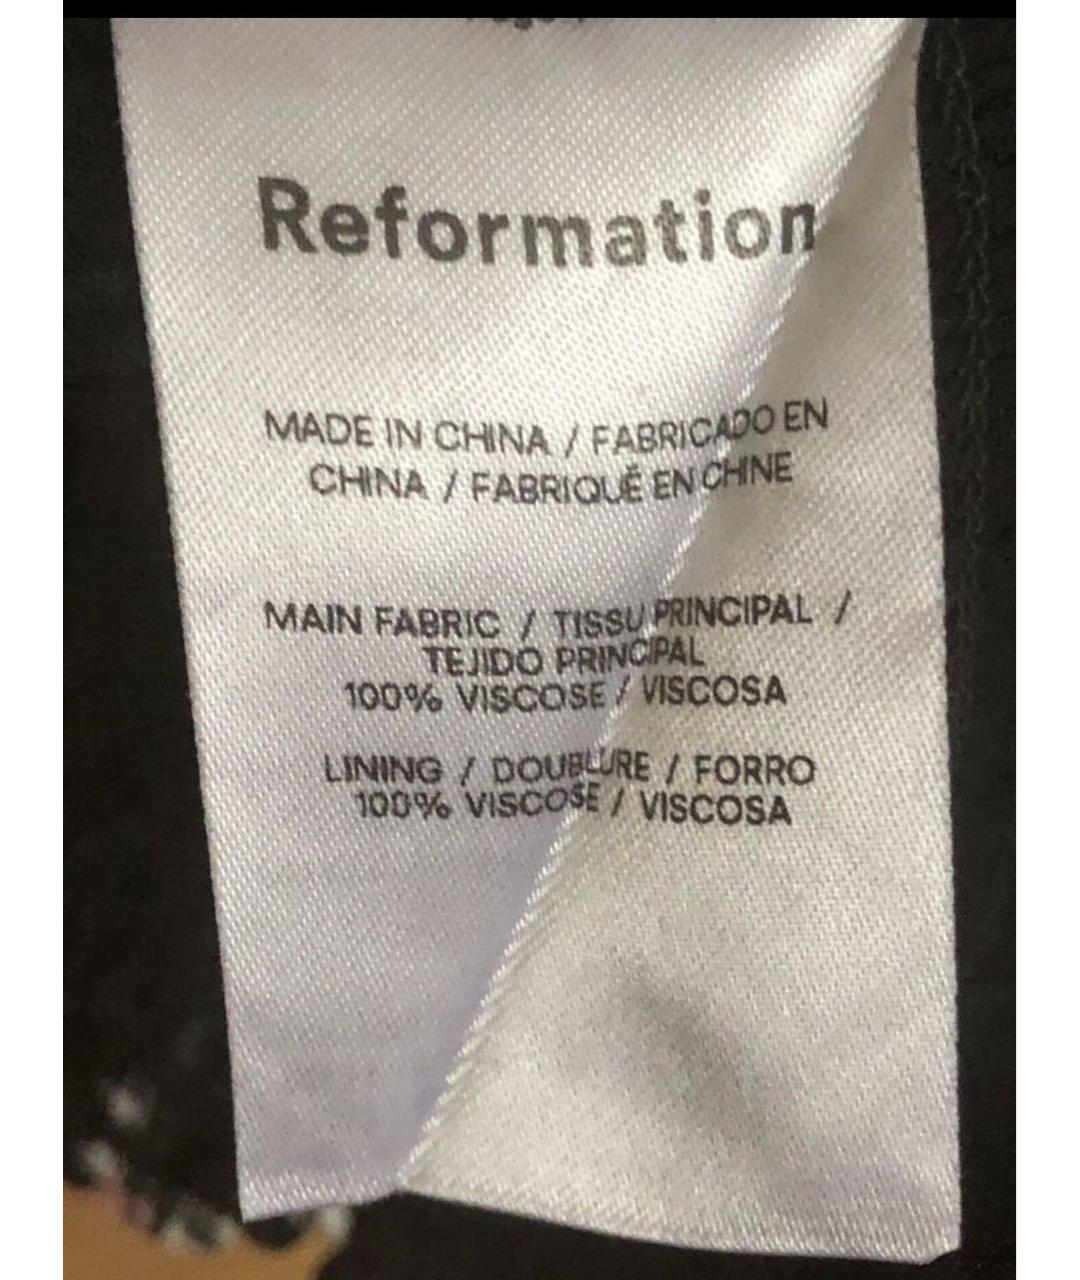 Reformation
MADE IN CHINA / FABRICADO EN
CHINA / FABRIQUÉ EN CHINE
MAIN FABRIC / TISSU PRINCIPAL /
TEJIDO PRINCIPAL
100% VISCOSE / VISCOSA
LINING / DOUBLURE / FORRO
100% VISCOSE / VISCOSA